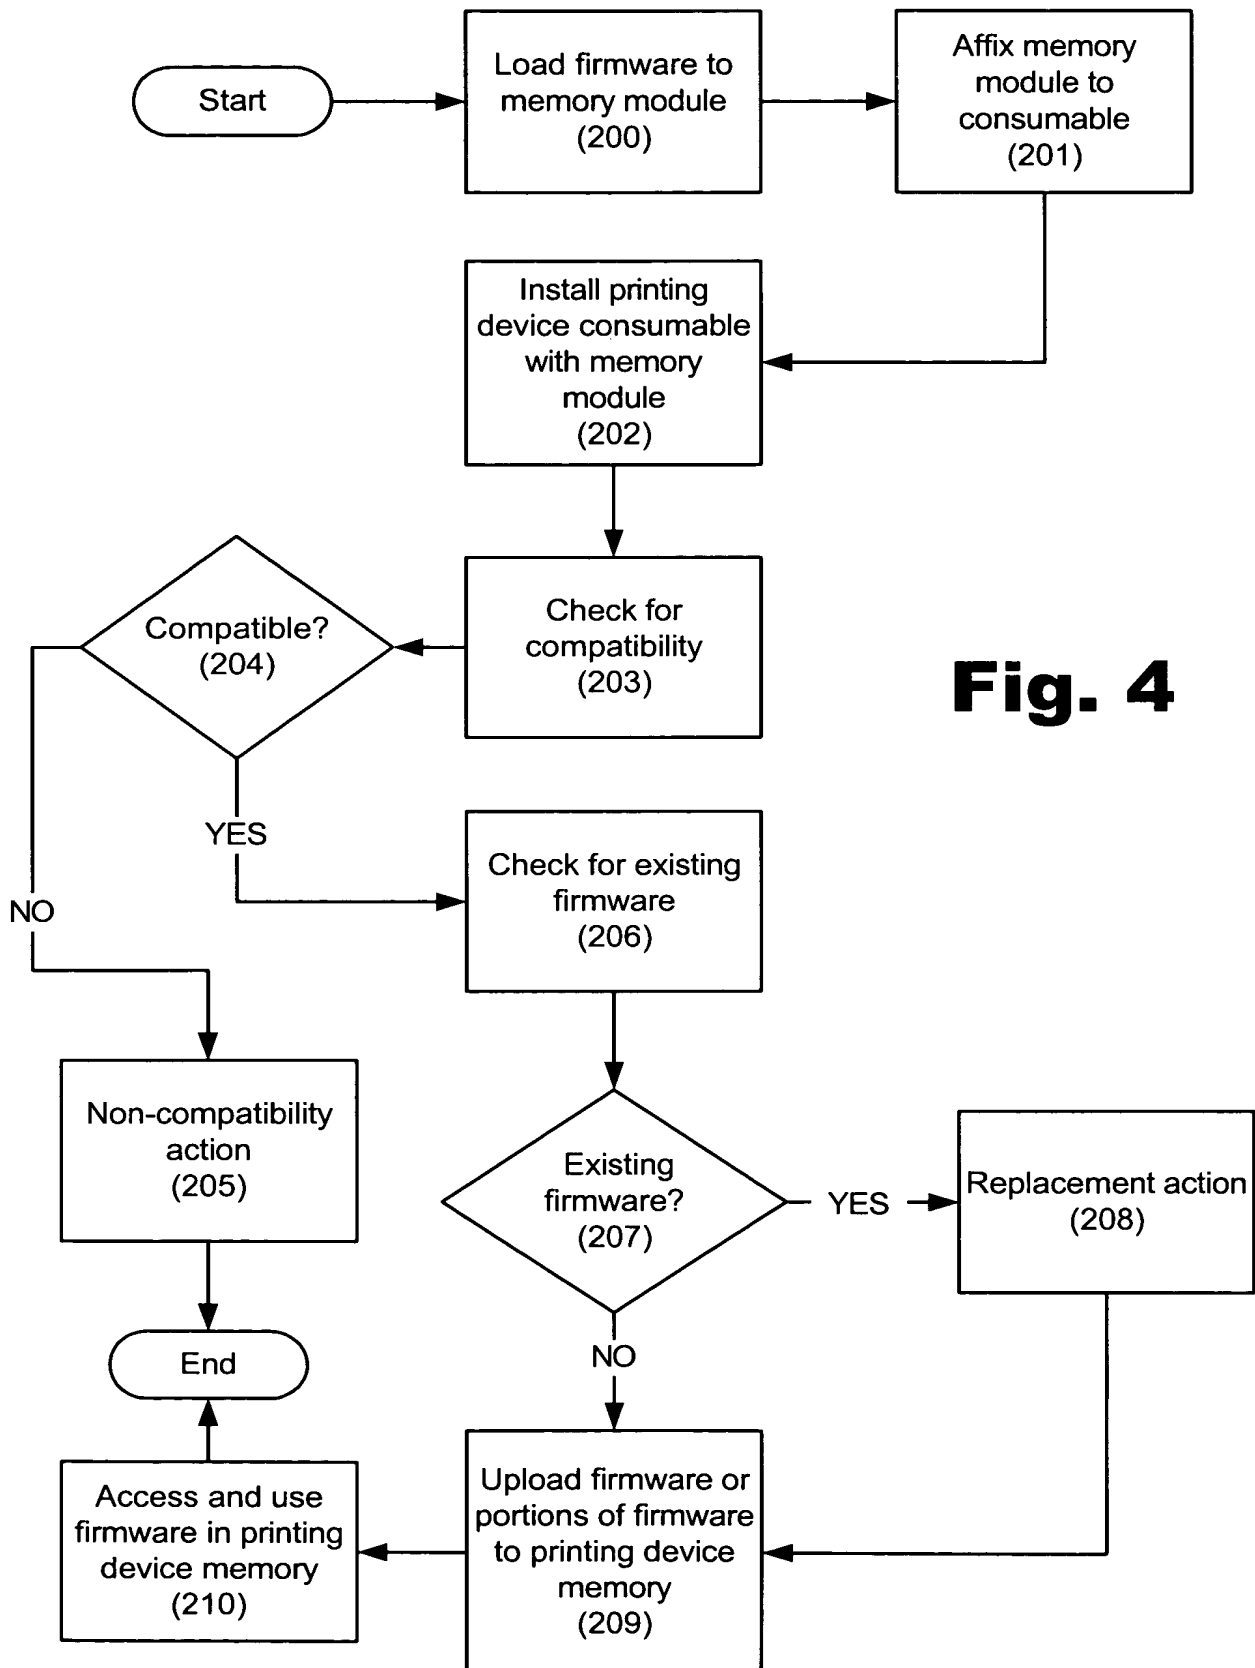 Start
Load firmware to
memory module
(200)
Affix memory
module to
consumable
(201)
Install printing
device consumable
with memory
module
(202)
Compatible?
(204)
Check for
compatibility
(203)
Fig. 4
YES
NO
Check for existing
firmware
(206)
Non-compatibility
action
(205)
Existing
firmware?
(207)
YES
Replacement action
(208)
End
NO
Access and use
firmware in printing
device memory
(210)
Upload firmware or
portions of firmware
to printing device
memory
(209)